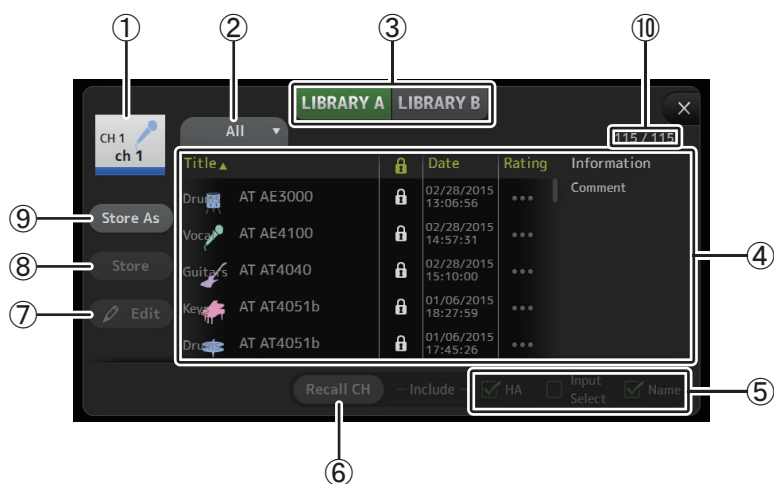 ① ② ③ ⑩
LIBRARY A LIBRARY B
CH 1
ch 1
All ▼
115 / 115
Title▲ Date Rating Information
Drums AT AE3000 02/28/2015 13:06:56 ••• Comment
Vocal AT AE4100 02/28/2015 14:57:31 •••
Guitars AT AT4040 02/28/2015 15:10:00 •••
Keys AT AT4051b 01/06/2015 18:27:59 •••
Drums AT AT4051b 01/06/2015 17:45:26 •••
⑨ Store As
⑧ Store
⑦ Edit
④
Recall CH Include HA Input Select Name
⑤
⑥